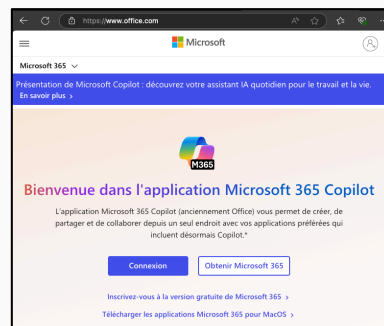 https://www.office.com
Microsoft
Microsoft 365
Présentation de Microsoft Copilot : découvrez votre assistant IA quotidien pour le travail et la vie.
En savoir plus >
M365
Bienvenue dans l'application Microsoft 365 Copilot
L'application Microsoft 365 Copilot (anciennement Office) vous permet de créer, de
partager et de collaborer depuis un seul endroit avec vos applications préférées qui
incluent désormais Copilot.*
Connexion
Obtenir Microsoft 365
Inscrivez-vous à la version gratuite de Microsoft 365 >
Télécharger les applications Microsoft 365 pour MacOS >